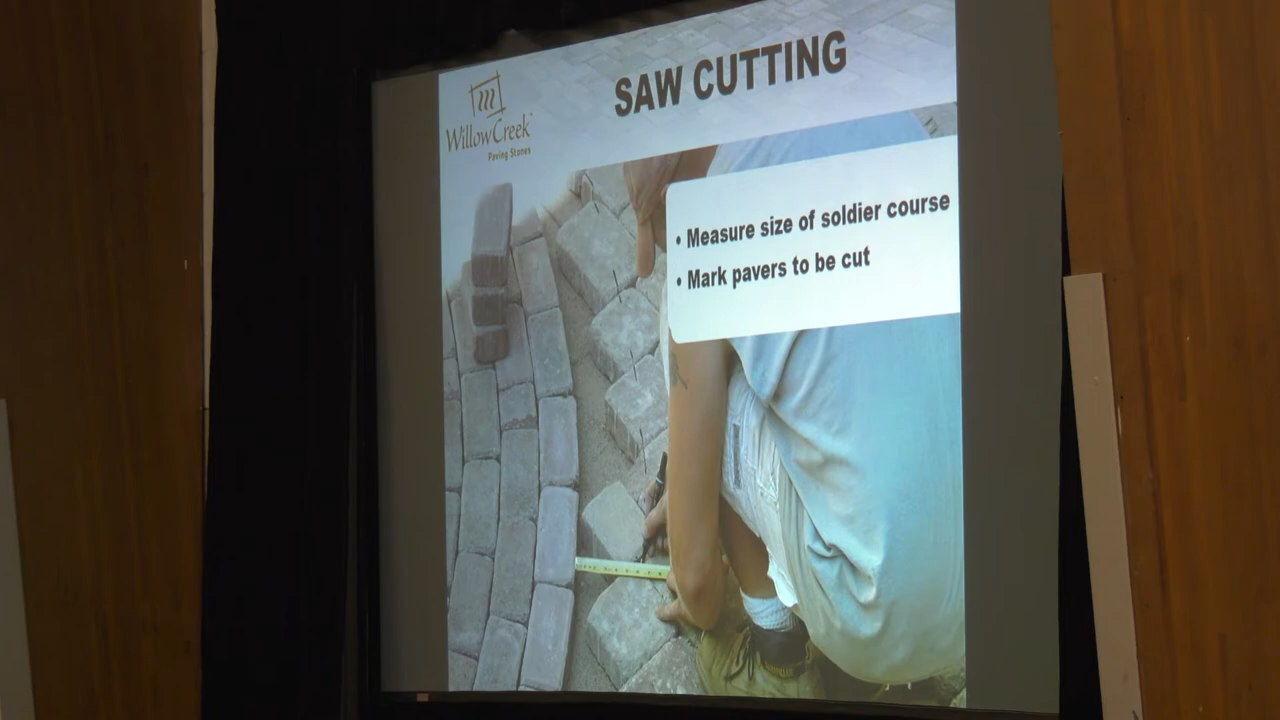 SAW CUTTING
WillowCreek
Paving Stones
• Measure size of soldier course
• Mark pavers to be cut